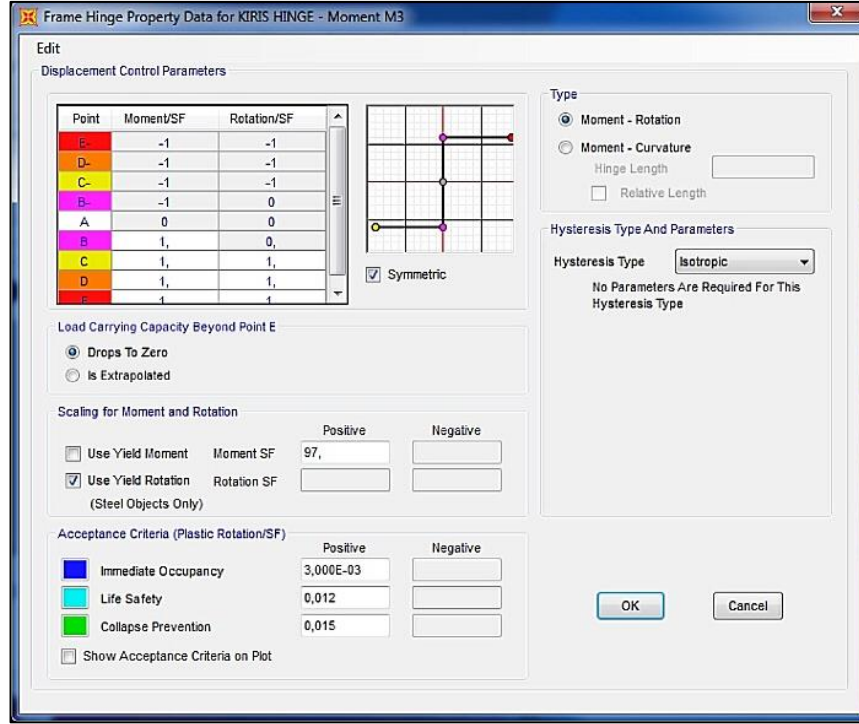 Frame Hinge Property Data for KIRIS HINGE - Moment M3
Edit
Displacement Control Parameters
Point Moment/SF Rotation/SF
E- -1 -1
D- -1 -1
C- -1 -1
B- -1 0
A 0 0
B 1, 0,
C 1, 1,
D 1, 1,
E 1 1
Symmetric
Load Carrying Capacity Beyond Point E
Drops To Zero
Is Extrapolated
Scaling for Moment and Rotation
Positive Negative
Use Yield Moment Moment SF 97,
Use Yield Rotation Rotation SF
(Steel Objects Only)
Acceptance Criteria (Plastic Rotation/SF)
Positive Negative
Immediate Occupancy 3,000E-03
Life Safety 0,012
Collapse Prevention 0,015
Show Acceptance Criteria on Plot
Type
Moment - Rotation
Moment - Curvature
Hinge Length
Relative Length
Hysteresis Type And Parameters
Hysteresis Type Isotropic
No Parameters Are Required For This
Hysteresis Type
OK Cancel